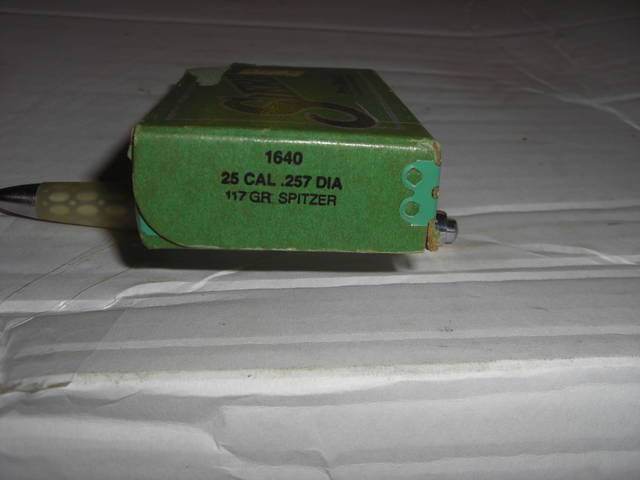 1640
25 CAL .257 DIA
117 GR. SPITZER